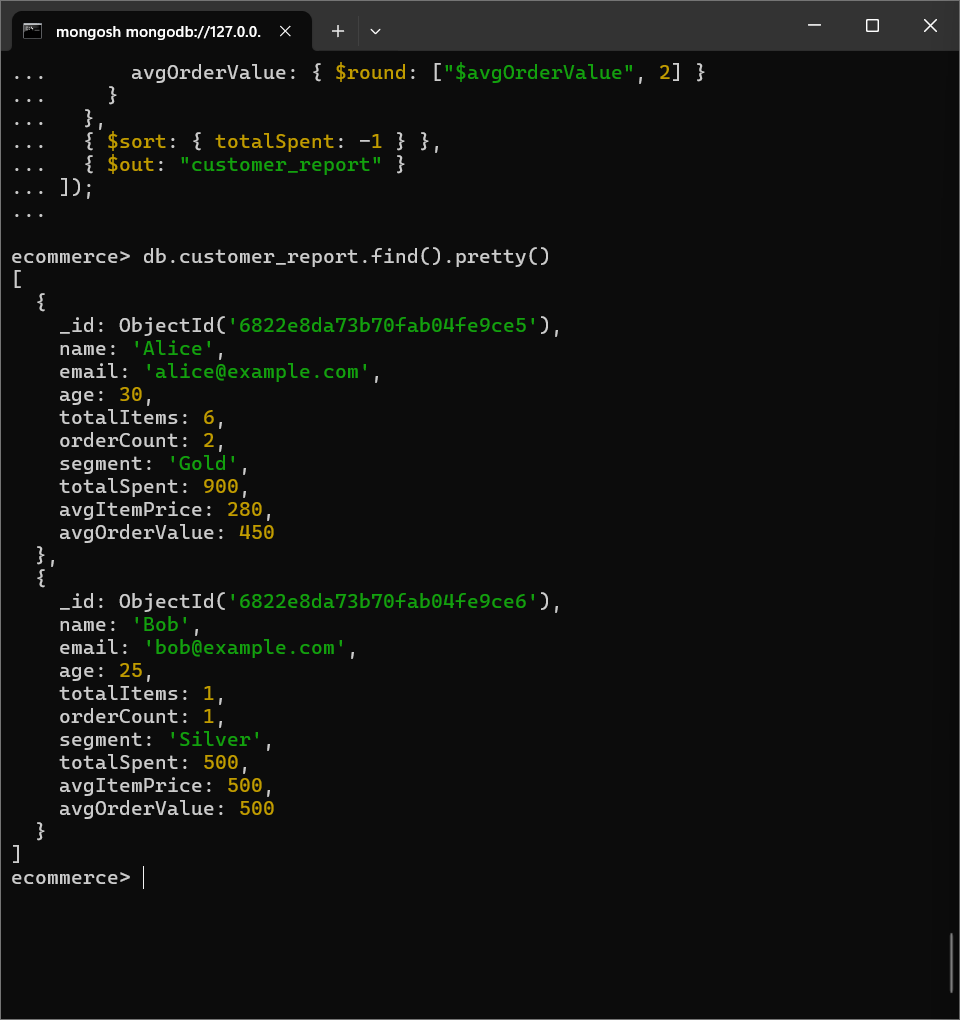 mongosh mongodb://127.0.0.
...       avgOrderValue: { $round: ["$avgOrderValue", 2] }
...     }
...   },
...   { $sort: { totalSpent: -1 } },
...   { $out: "customer_report" }
... ]);
...
ecommerce> db.customer_report.find().pretty()
[
  {
    _id: ObjectId('6822e8da73b70fab04fe9ce5'),
    name: 'Alice',
    email: 'alice@example.com',
    age: 30,
    totalItems: 6,
    orderCount: 2,
    segment: 'Gold',
    totalSpent: 900,
    avgItemPrice: 280,
    avgOrderValue: 450
  },
  {
    _id: ObjectId('6822e8da73b70fab04fe9ce6'),
    name: 'Bob',
    email: 'bob@example.com',
    age: 25,
    totalItems: 1,
    orderCount: 1,
    segment: 'Silver',
    totalSpent: 500,
    avgItemPrice: 500,
    avgOrderValue: 500
  }
]
ecommerce>